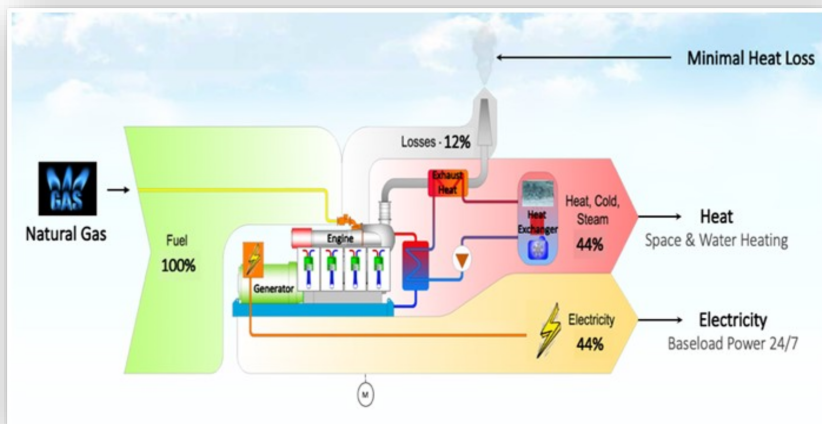 Minimal Heat Loss
Losses - 12%
GAS
Natural Gas
Fuel
100%
Exhaust
Heat
Engine
Generator
Heat
Exchanger
Heat, Cold,
Steam
44%
Heat
Space & Water Heating
Electricity
44%
Electricity
Baseload Power 24/7
M